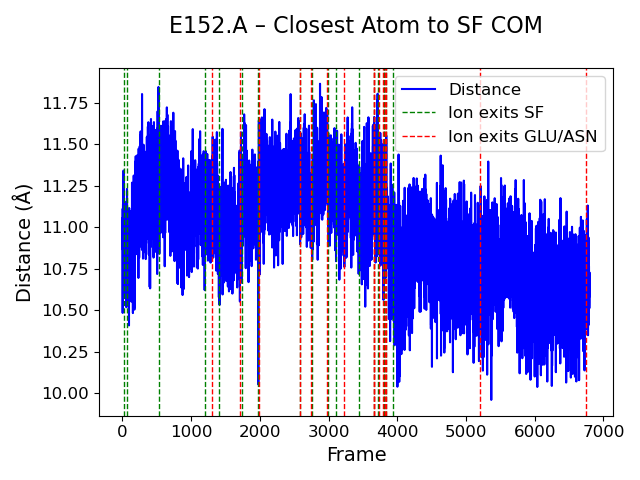 E152.A – Closest Atom to SF COM
Distance (Å)
11.75
11.50
11.25
11.00
10.75
10.50
10.25
10.00
Distance
Ion exits SF
Ion exits GLU/ASN
0 1000 2000 3000 4000 5000 6000 7000
Frame